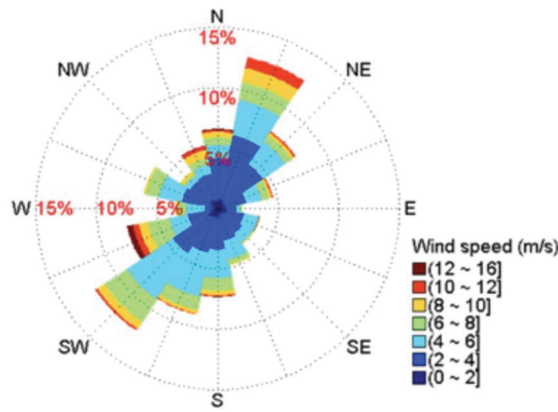 N
15%
NW
NE
10%
5%
W
15%
10%
5%
E
Wind speed (m/s)
(12 ~ 16]
(10 ~ 12]
(8 ~ 10]
(6 ~ 8]
(4 ~ 6]
(2 ~ 4]
(0 ~ 2]
SW
SE
S